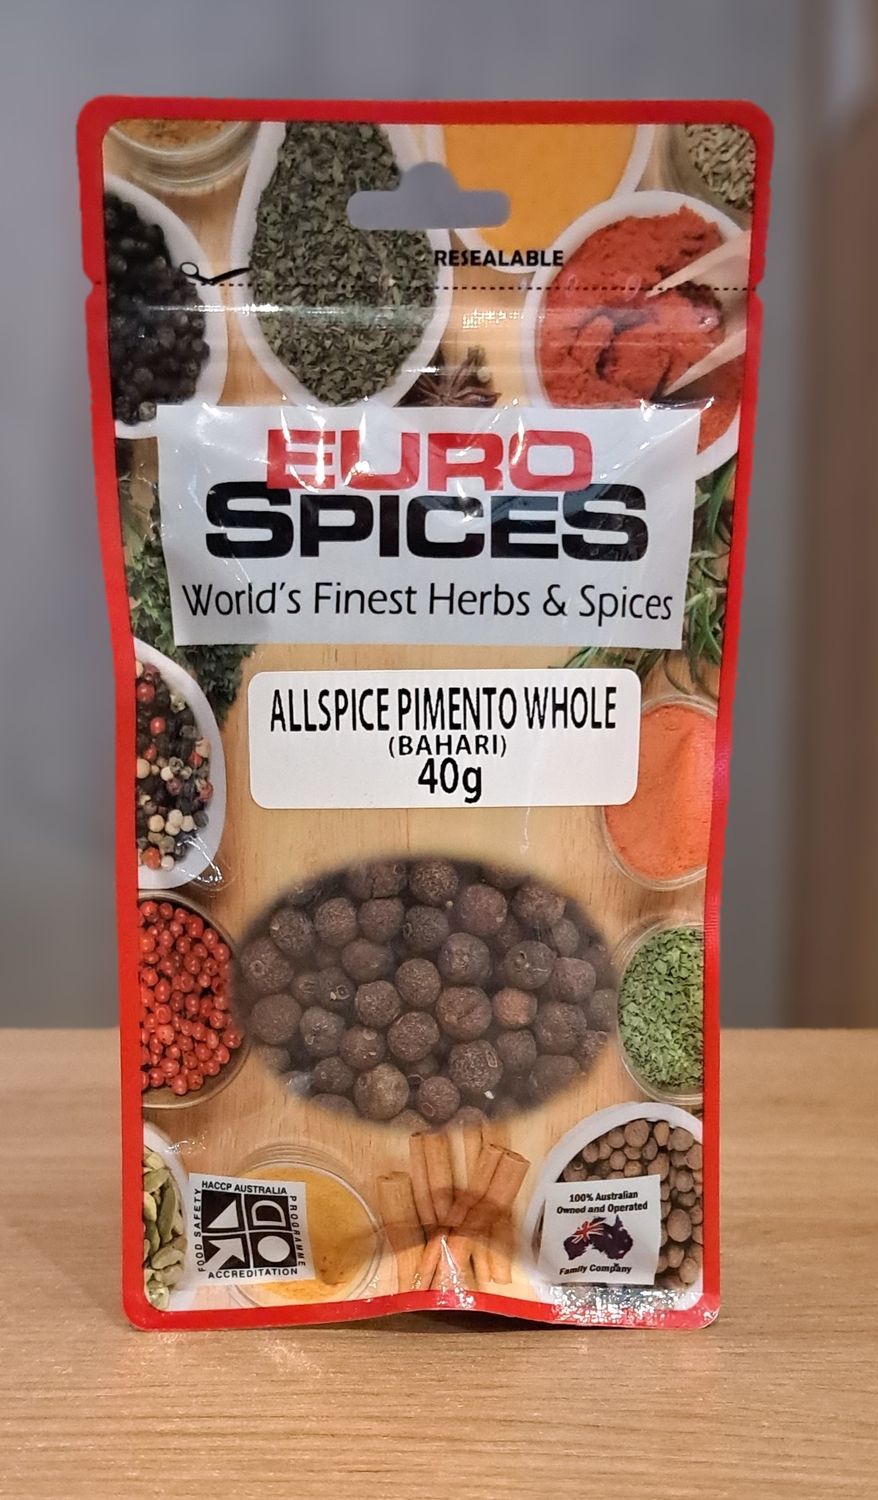 RESEALABLE
EURO
SPICES
World's Finest Herbs & Spices
ALLSPICE PIMENTO WHOLE
(BAHARI)
40g
HACCP AUSTRALIA
FOOD SAFETY
PROGRAMME
ACCREDITATION
100% Australian
Owned and Operated
Family Company